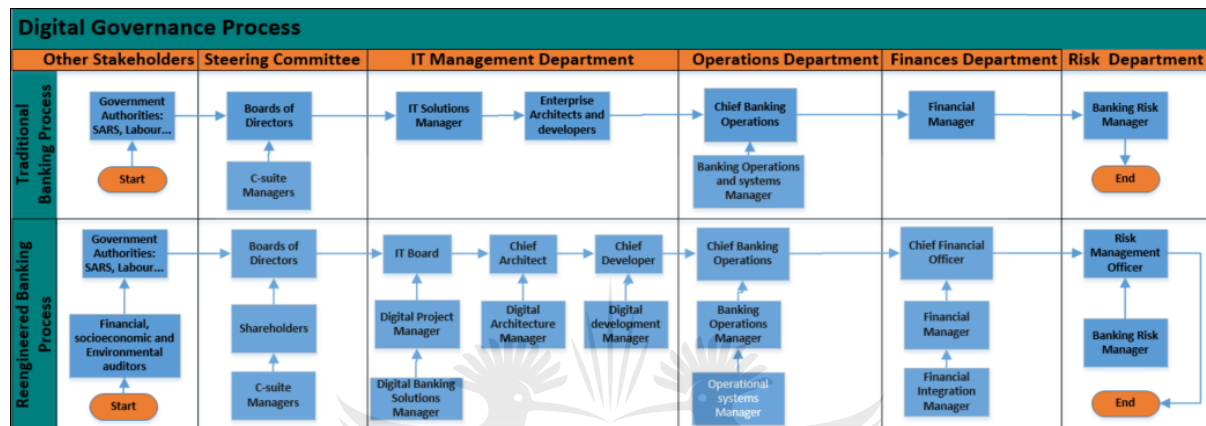 Digital Governance Process
Other Stakeholders
Steering Committee
IT Management Department
Operations Department
Finances Department
Risk Department
Traditional
Banking Process
Government
Authorities:
SARS, Labour...
Start
Boards of
Directors
C-suite
Managers
IT Solutions
Manager
Enterprise
Architects and
developers
Chief Banking
Operations
Banking Operations
and systems
Manager
Financial
Manager
Banking Risk
Manager
End
Reengineered Banking
Process
Government
Authorities:
SARS, Labour...
Financial,
socioeconomic and
Environmental
auditors
Start
Boards of
Directors
Shareholders
C-suite
Managers
IT Board
Digital Project
Manager
Digital Banking
Solutions
Manager
Chief
Architect
Digital
Architecture
Manager
Chief
Developer
Digital
development
Manager
Chief Banking
Operations
Banking
Operations
Manager
Operational
systems
Manager
Chief Financial
Officer
Financial
Manager
Financial
Integration
Manager
Risk
Management
Officer
Banking Risk
Manager
End